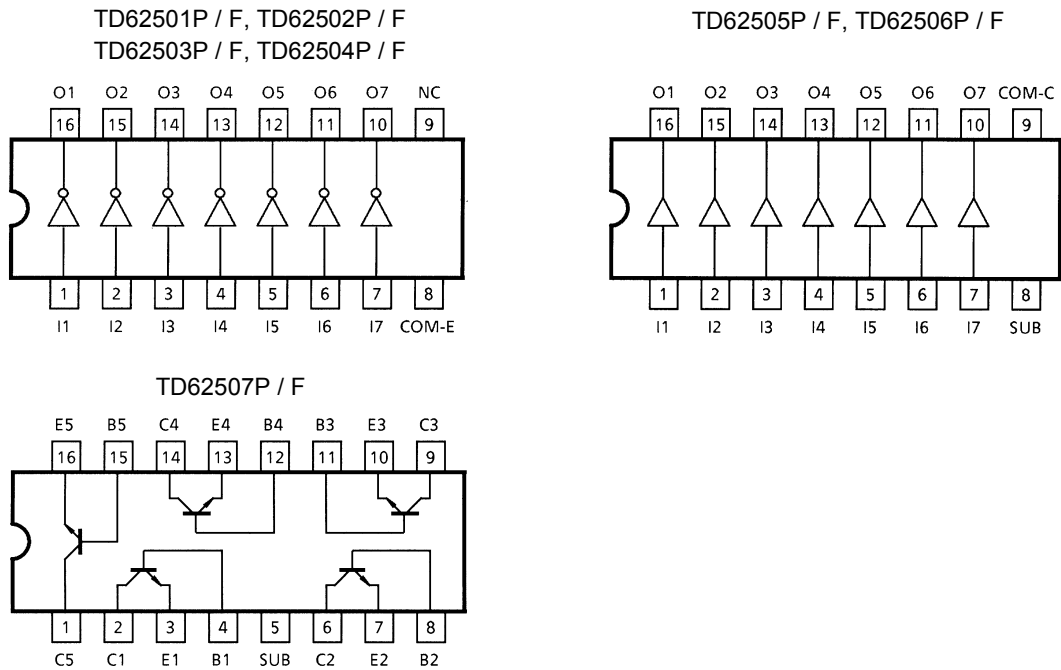 TD62501P / F, TD62502P / F
TD62503P / F, TD62504P / F
O1 O2 O3 O4 O5 O6 O7 NC
16 15 14 13 12 11 10 9
1 2 3 4 5 6 7 8
I1 I2 I3 I4 I5 I6 I7 COM-E
TD62505P / F, TD62506P / F
O1 O2 O3 O4 O5 O6 O7 COM-C
16 15 14 13 12 11 10 9
1 2 3 4 5 6 7 8
I1 I2 I3 I4 I5 I6 I7 SUB
TD62507P / F
E5 B5 C4 E4 B4 B3 E3 C3
16 15 14 13 12 11 10 9
1 2 3 4 5 6 7 8
C5 C1 E1 B1 SUB C2 E2 B2